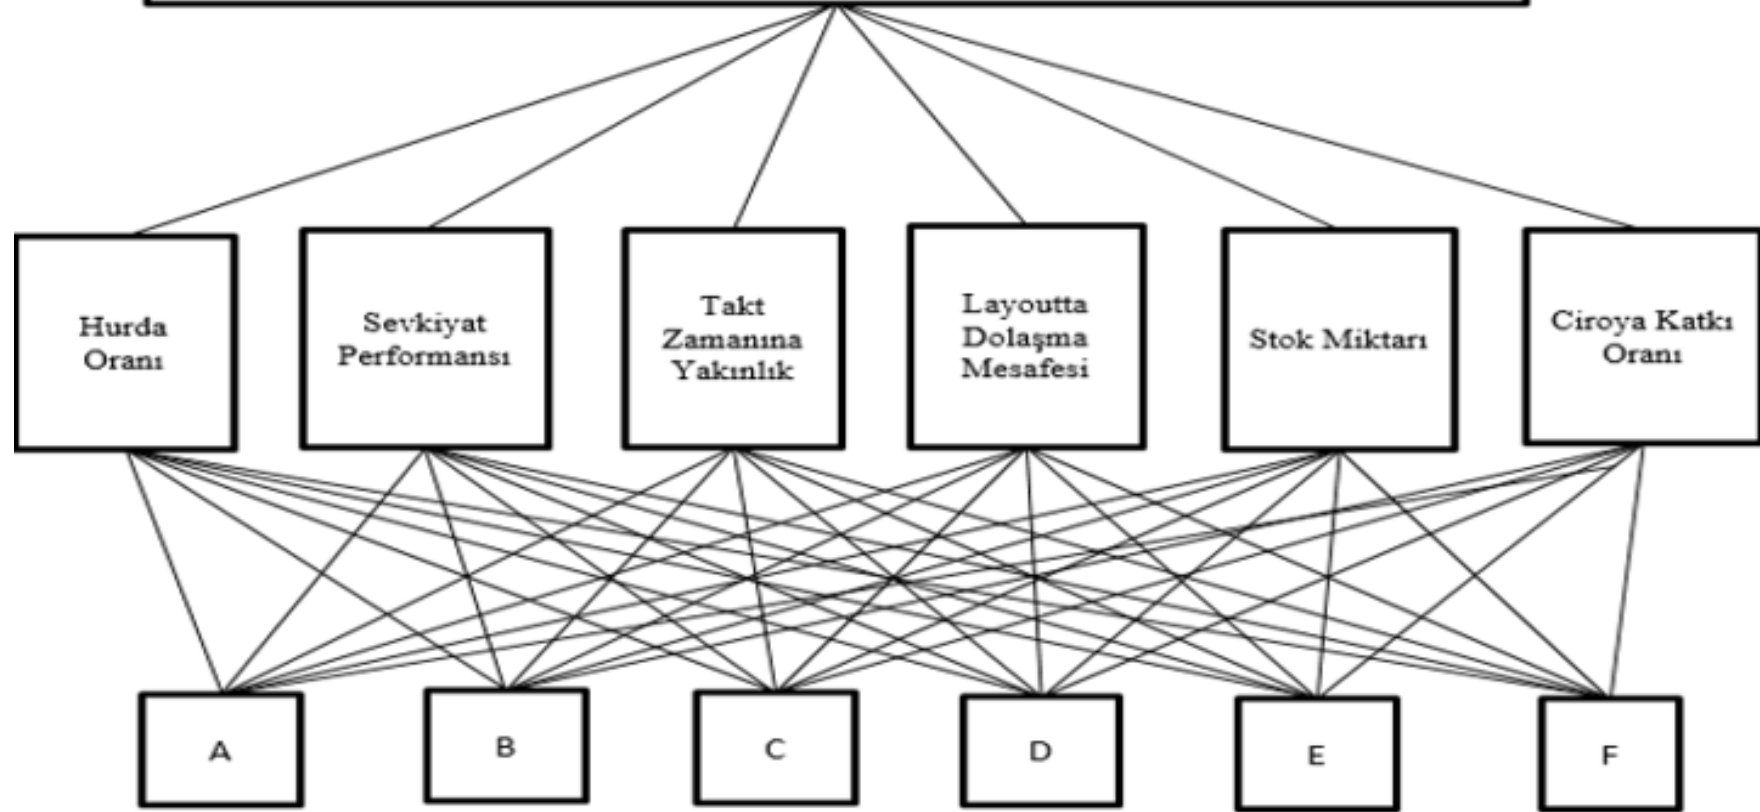 Hurda
Oranı
Sevkiyat
Performansı
Takt
Zamanına
Yakınlık
Layoutta
Dolaşma
Mesafesi
Stok Miktarı
Ciroya Katkı
Oranı
A
B
C
D
E
F